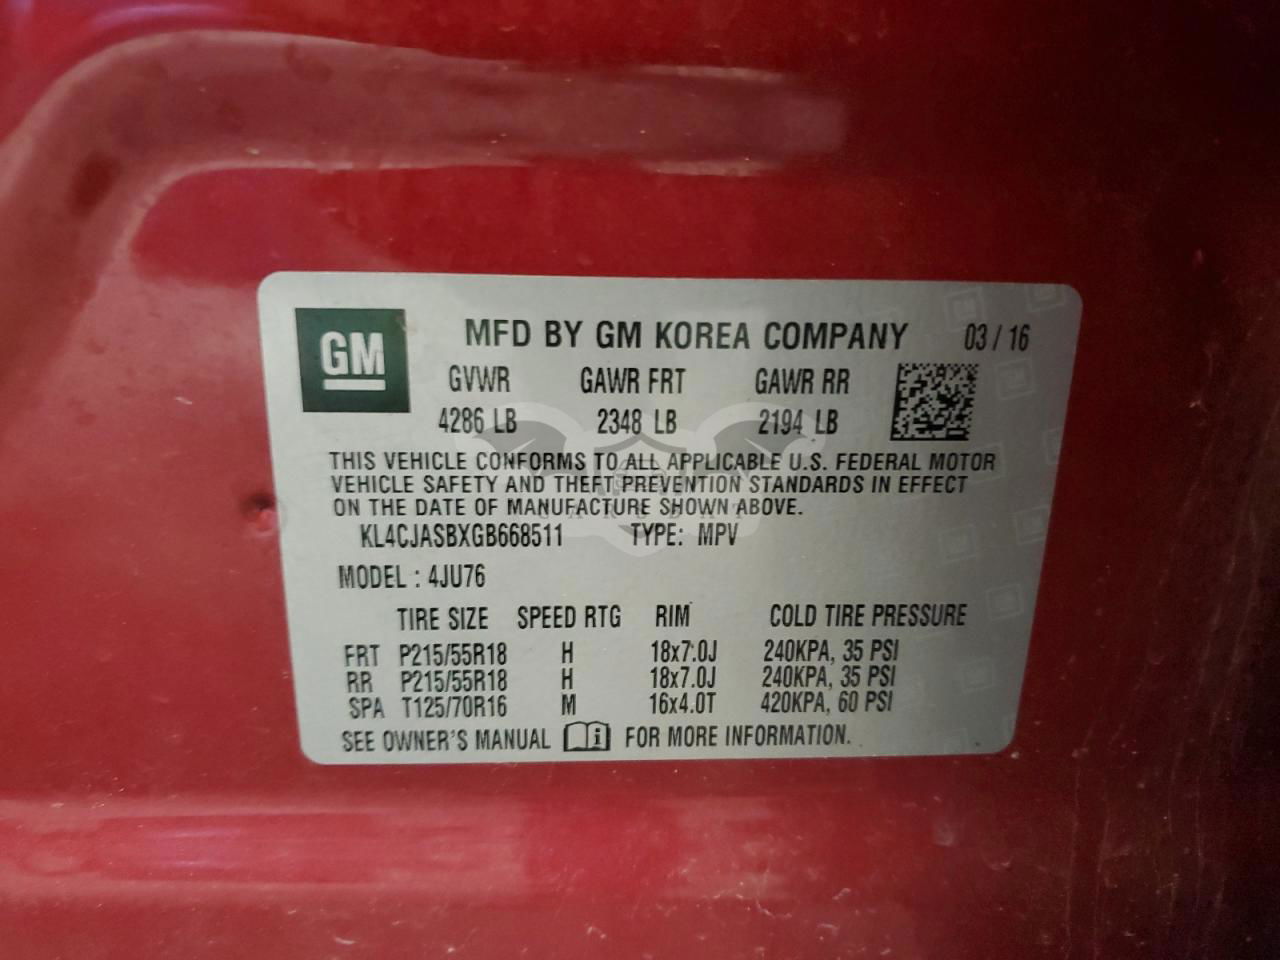 GM
MFD BY GM KOREA COMPANY 03 / 16
GVWR GAWR FRT GAWR RR
4286 LB 2348 LB 2194 LB
THIS VEHICLE CONFORMS TO ALL APPLICABLE U.S. FEDERAL MOTOR
VEHICLE SAFETY AND THEFT PREVENTION STANDARDS IN EFFECT
ON THE DATE OF MANUFACTURE SHOWN ABOVE.
KL4CJASBXGB668511 TYPE: MPV
MODEL : 4JU76
TIRE SIZE SPEED RTG RIM COLD TIRE PRESSURE
FRT P215/55R18 H 18x7.0J 240KPA, 35 PSI
RR P215/55R18 H 18x7.0J 240KPA, 35 PSI
SPA T125/70R16 M 16x4.0T 420KPA, 60 PSI
SEE OWNER'S MANUAL i FOR MORE INFORMATION.